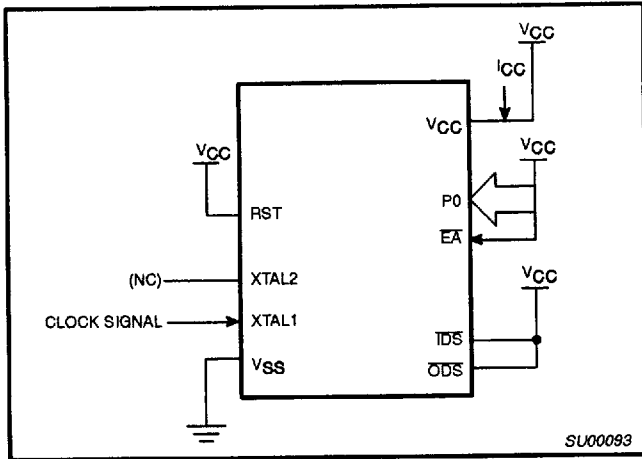 VCC
ICC
VCC
VCC
VCC
RST
P0
EA
(NC)
XTAL2
VCC
CLOCK SIGNAL
XTAL1
IDS
VSS
ODS
SU00093